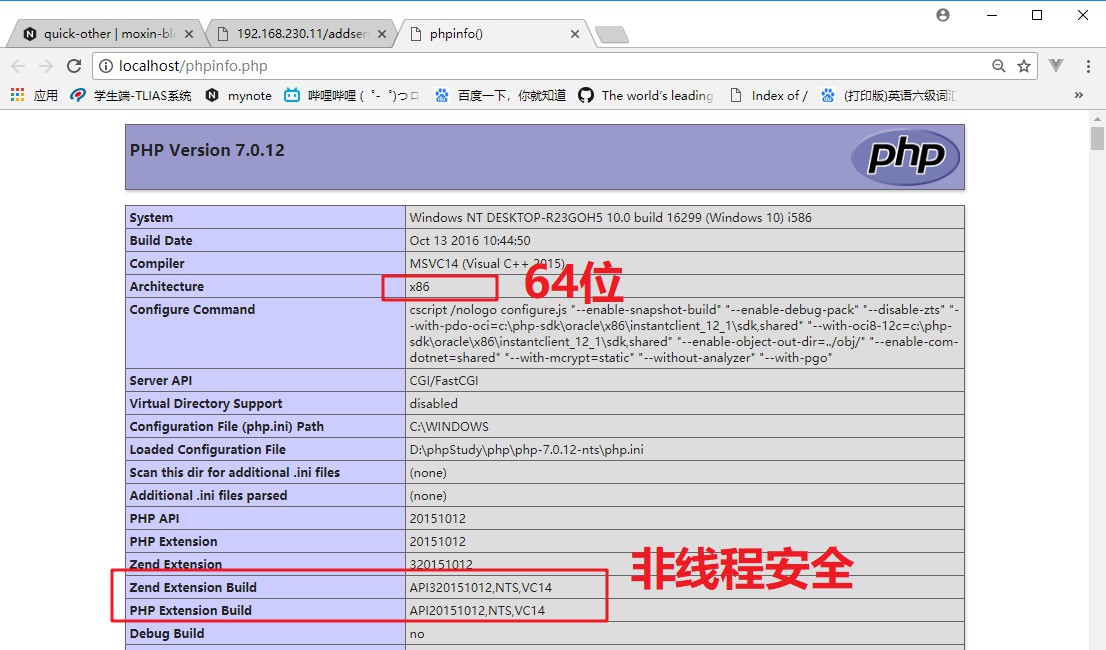 quick-other | moxin-bl
192.168.230.11/addser
phpinfo()
localhost/phpinfo.php
应用
学生端-TLIAS系统
mynote
哔哩哔哩 ( ゜- ゜)つロ
百度一下，你就知道
The world's leading
Index of /
(打印版)英语六级词汇
»
PHP Version 7.0.12
php
System Windows NT DESKTOP-R23GOH5 10.0 build 16299 (Windows 10) i586
Build Date Oct 13 2016 10:44:50
Compiler MSVC14 (Visual C++ 2015)
Architecture x86
64位
Configure Command cscript /nologo configure.js "--enable-snapshot-build" "--enable-debug-pack" "--disable-zts" "-
-with-pdo-oci=c:\php-sdk\oracle\x86\instantclient_12_1\sdk,shared" "--with-oci8-12c=c:\php-
sdk\oracle\x86\instantclient_12_1\sdk,shared" "--enable-object-out-dir=../obj/" "--enable-com-
dotnet=shared" "--with-mcrypt=static" "--without-analyzer" "--with-pgo"
Server API CGI/FastCGI
Virtual Directory Support disabled
Configuration File (php.ini) Path C:\WINDOWS
Loaded Configuration File D:\phpStudy\php\php-7.0.12-nts\php.ini
Scan this dir for additional .ini files (none)
Additional .ini files parsed (none)
PHP API 20151012
PHP Extension 20151012
Zend Extension 320151012
非线程安全
Zend Extension Build API320151012,NTS,VC14
PHP Extension Build API20151012,NTS,VC14
Debug Build no